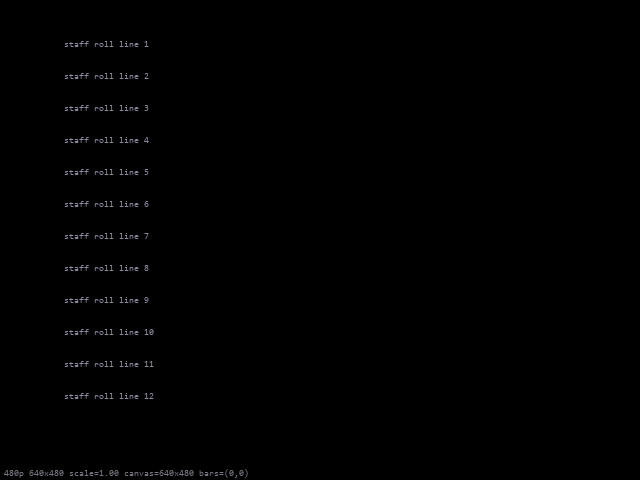 staff roll line 1
staff roll line 2
staff roll line 3
staff roll line 4
staff roll line 5
staff roll line 6
staff roll line 7
staff roll line 8
staff roll line 9
staff roll line 10
staff roll line 11
staff roll line 12
480p 640x480 scale=1.00 canvas=640x480 bars=(0,0)